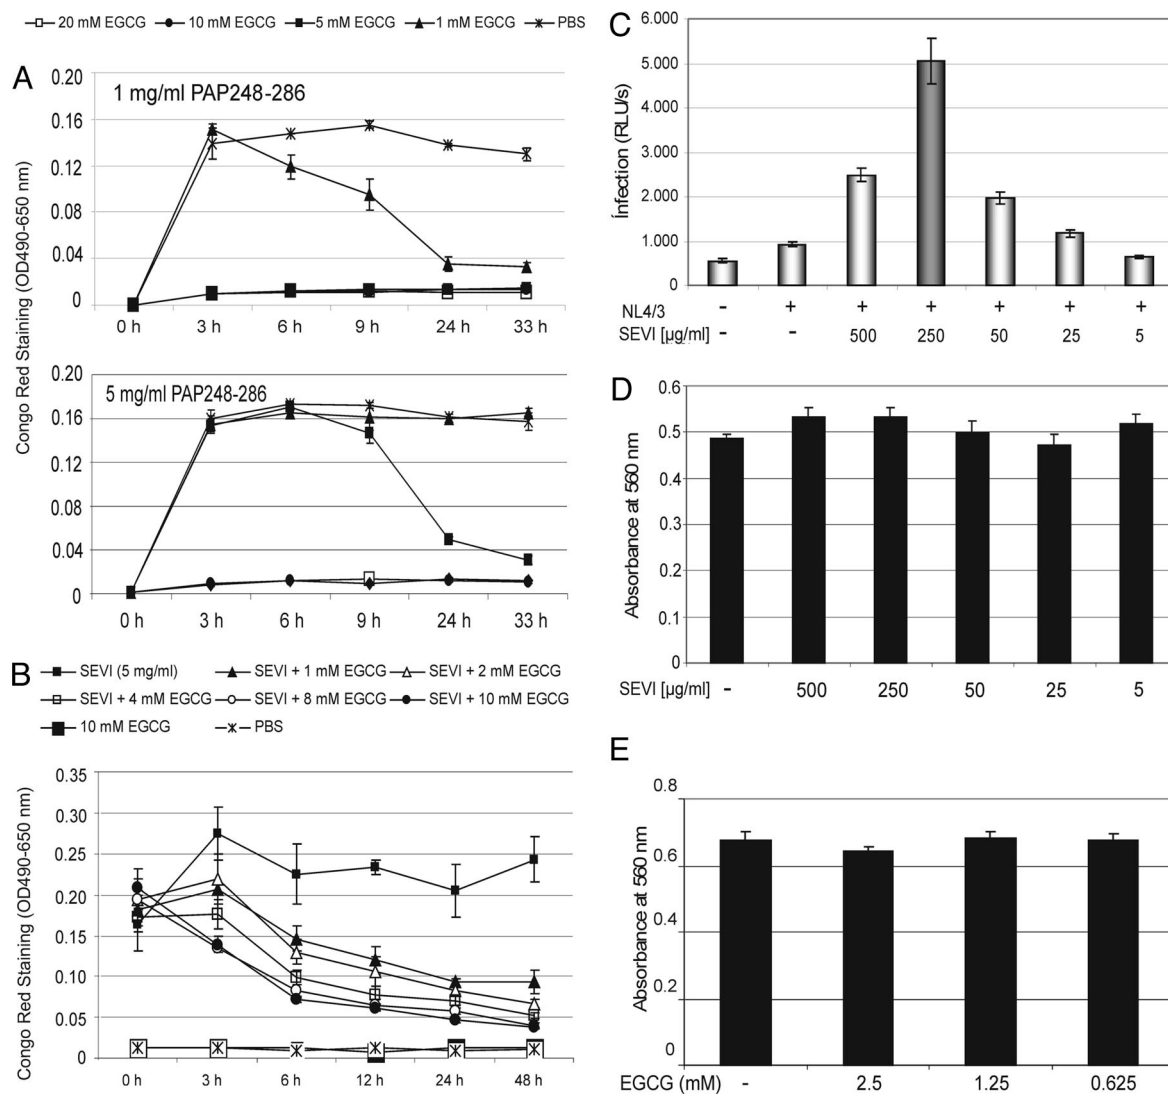 20 mM EGCG 10 mM EGCG 5 mM EGCG 1 mM EGCG PBS
A
Congo Red Staining (OD490-650 nm)
1 mg/ml PAP248-286
0.20
0.16
0.12
0.08
0.04
0
0 h 3 h 6 h 9 h 24 h 33 h
5 mg/ml PAP248-286
0.20
0.16
0.12
0.08
0.04
0
0 h 3 h 6 h 9 h 24 h 33 h
B
SEVI (5 mg/ml) SEVI + 1 mM EGCG SEVI + 2 mM EGCG
SEVI + 4 mM EGCG SEVI + 8 mM EGCG SEVI + 10 mM EGCG
10 mM EGCG PBS
Congo Red Staining (OD490-650 nm)
0.35
0.30
0.25
0.20
0.15
0.10
0.05
0
0 h 3 h 6 h 12 h 24 h 48 h
C
Ínfection (RLU/s)
6.000
5.000
4.000
3.000
2.000
1.000
0
NL4/3 - + + + + + +
SEVI [µg/ml] - - 500 250 50 25 5
D
Absorbance at 560 nm
0.6
0.5
0.4
0.3
0.2
0.1
0
SEVI [µg/ml] - 500 250 50 25 5
E
Absorbance at 560 nm
0.8
0.6
0.4
0.2
0
EGCG (mM) - 2.5 1.25 0.625